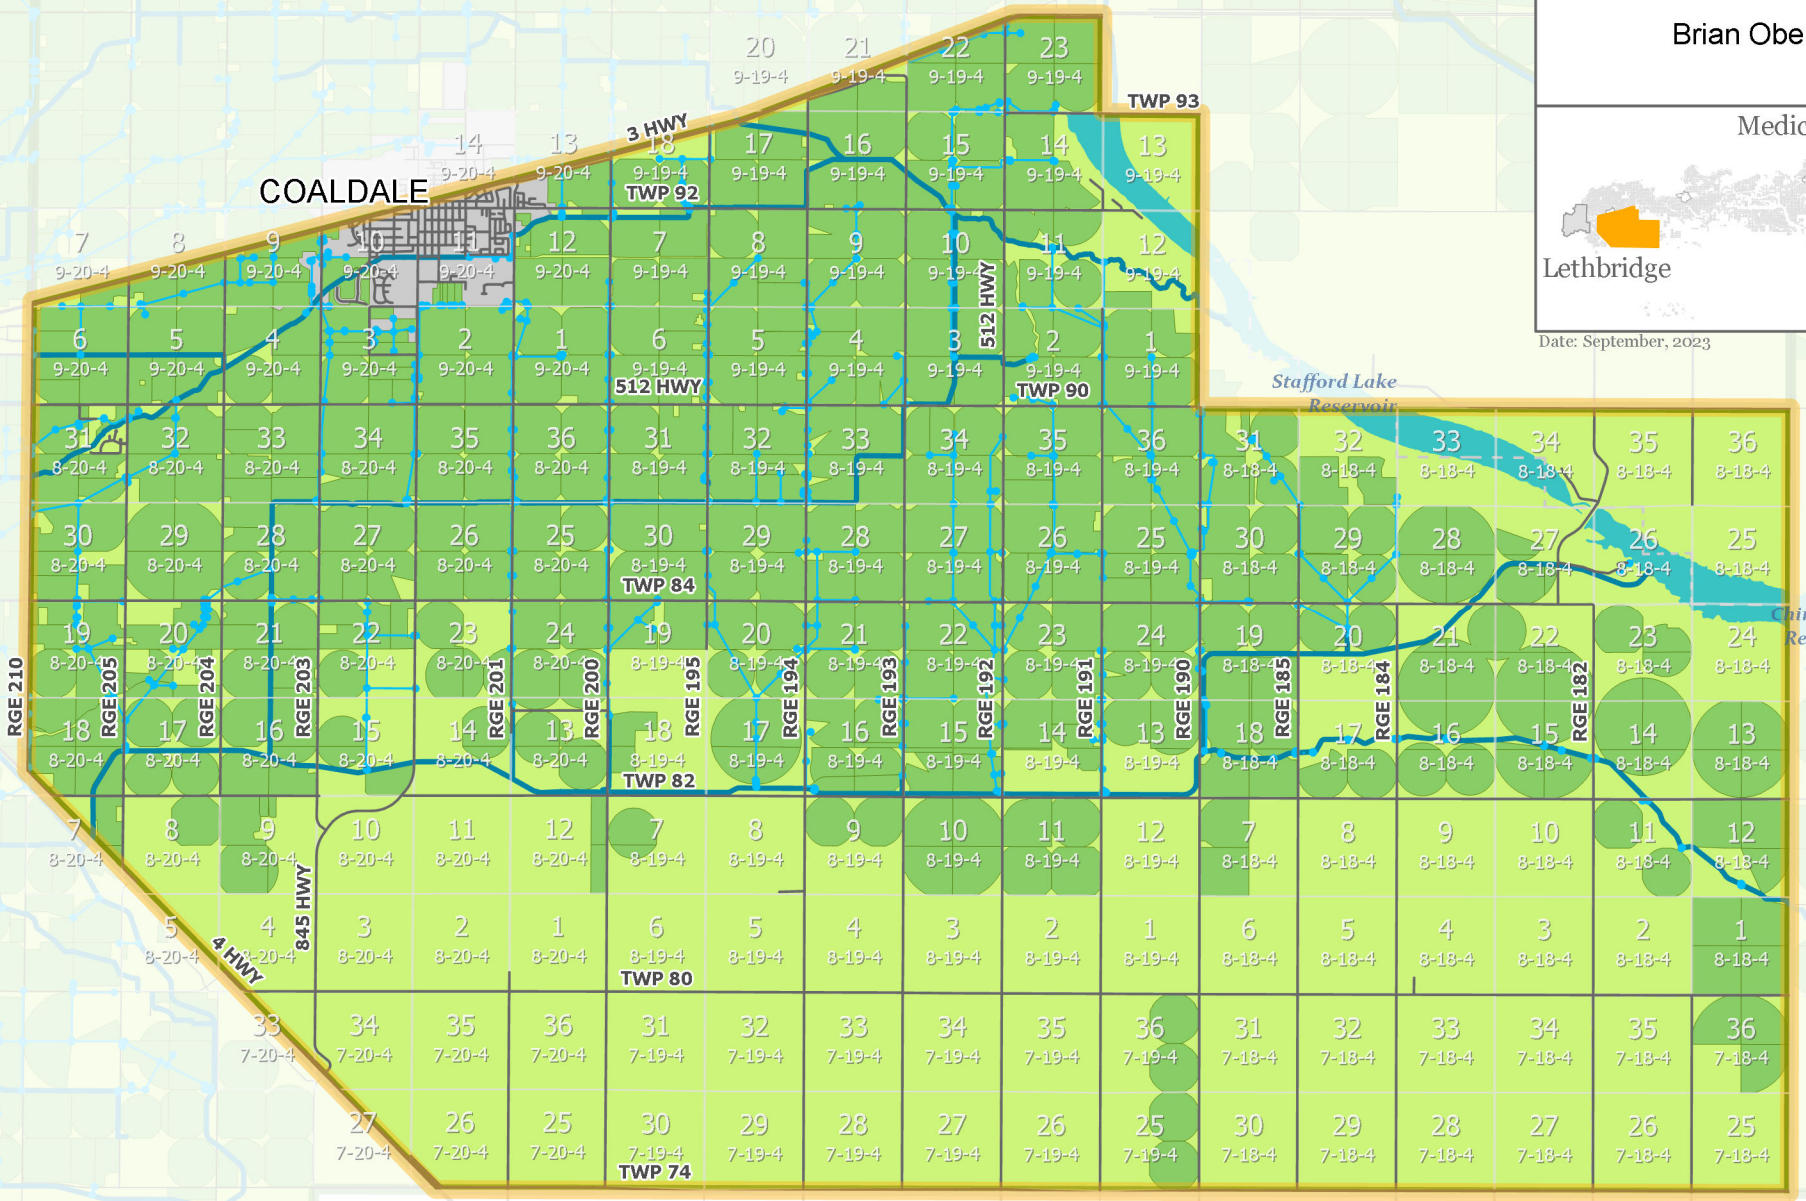 Brian Obe
Medic
Lethbridge
Date: September, 2023
20 21 22 23
9-19-4 9-19-4 9-19-4 9-19-4
TWP 93
3 HWY
14 13 18 17 16 15 14 13
9-20-4 9-20-4 9-19-4 9-19-4 9-19-4 9-19-4 9-19-4 9-19-4
COALDALE
TWP 92
7 8 9 10 11 12 7 8 9 10 11 12
9-20-4 9-20-4 9-20-4 9-20-4 9-20-4 9-20-4 9-19-4 9-19-4 9-19-4 9-19-4 9-19-4 9-19-4
512 HWY
6 5 4 3 2 1 6 5 4 3 2 1
9-20-4 9-20-4 9-20-4 9-20-4 9-20-4 9-20-4 9-19-4 9-19-4 9-19-4 9-19-4 9-19-4 9-19-4
512 HWY TWP 90
Stafford Lake
Reservoir
31 32 33 34 35 36 31 32 33 34 35 36 31 32 33 34 35 36
8-20-4 8-20-4 8-20-4 8-20-4 8-20-4 8-20-4 8-19-4 8-19-4 8-19-4 8-19-4 8-19-4 8-19-4 8-18-4 8-18-4 8-18-4 8-18-4 8-18-4 8-18-4
30 29 28 27 26 25 30 29 28 27 26 25 30 29 28 27 26 25
8-20-4 8-20-4 8-20-4 8-20-4 8-20-4 8-20-4 8-19-4 8-19-4 8-19-4 8-19-4 8-19-4 8-19-4 8-18-4 8-18-4 8-18-4 8-18-4 8-18-4 8-18-4
TWP 84
Chin
Re
19 20 21 22 23 24 19 20 21 22 23 24 19 20 21 22 23 24
8-20-4 8-20-4 8-20-4 8-20-4 8-20-4 8-20-4 8-19-4 8-19-4 8-19-4 8-19-4 8-19-4 8-19-4 8-18-4 8-18-4 8-18-4 8-18-4 8-18-4 8-18-4
RGE 210 RGE 205 RGE 204 RGE 203 RGE 201 RGE 200 RGE 195 RGE 194 RGE 193 RGE 192 RGE 191 RGE 190 RGE 185 RGE 184 RGE 182
18 17 16 15 14 13 18 17 16 15 14 13 18 17 16 15 14 13
8-20-4 8-20-4 8-20-4 8-20-4 8-20-4 8-20-4 8-19-4 8-19-4 8-19-4 8-19-4 8-19-4 8-19-4 8-18-4 8-18-4 8-18-4 8-18-4 8-18-4 8-18-4
TWP 82
7 8 9 10 11 12 7 8 9 10 11 12 7 8 9 10 11 12
8-20-4 8-20-4 8-20-4 8-20-4 8-20-4 8-20-4 8-19-4 8-19-4 8-19-4 8-19-4 8-19-4 8-19-4 8-18-4 8-18-4 8-18-4 8-18-4 8-18-4 8-18-4
845 HWY
5 4 3 2 1 6 5 4 3 2 1 6 5 4 3 2 1
8-20-4 8-20-4 8-20-4 8-20-4 8-20-4 8-19-4 8-19-4 8-19-4 8-19-4 8-19-4 8-19-4 8-18-4 8-18-4 8-18-4 8-18-4 8-18-4 8-18-4
4 HWY
TWP 80
33 34 35 36 31 32 33 34 35 36 31 32 33 34 35 36
7-20-4 7-20-4 7-20-4 7-20-4 7-19-4 7-19-4 7-19-4 7-19-4 7-19-4 7-19-4 7-18-4 7-18-4 7-18-4 7-18-4 7-18-4 7-18-4
27 26 25 30 29 28 27 26 25 30 29 28 27 26 25
7-20-4 7-20-4 7-20-4 7-19-4 7-19-4 7-19-4 7-19-4 7-19-4 7-19-4 7-18-4 7-18-4 7-18-4 7-18-4 7-18-4 7-18-4
TWP 74